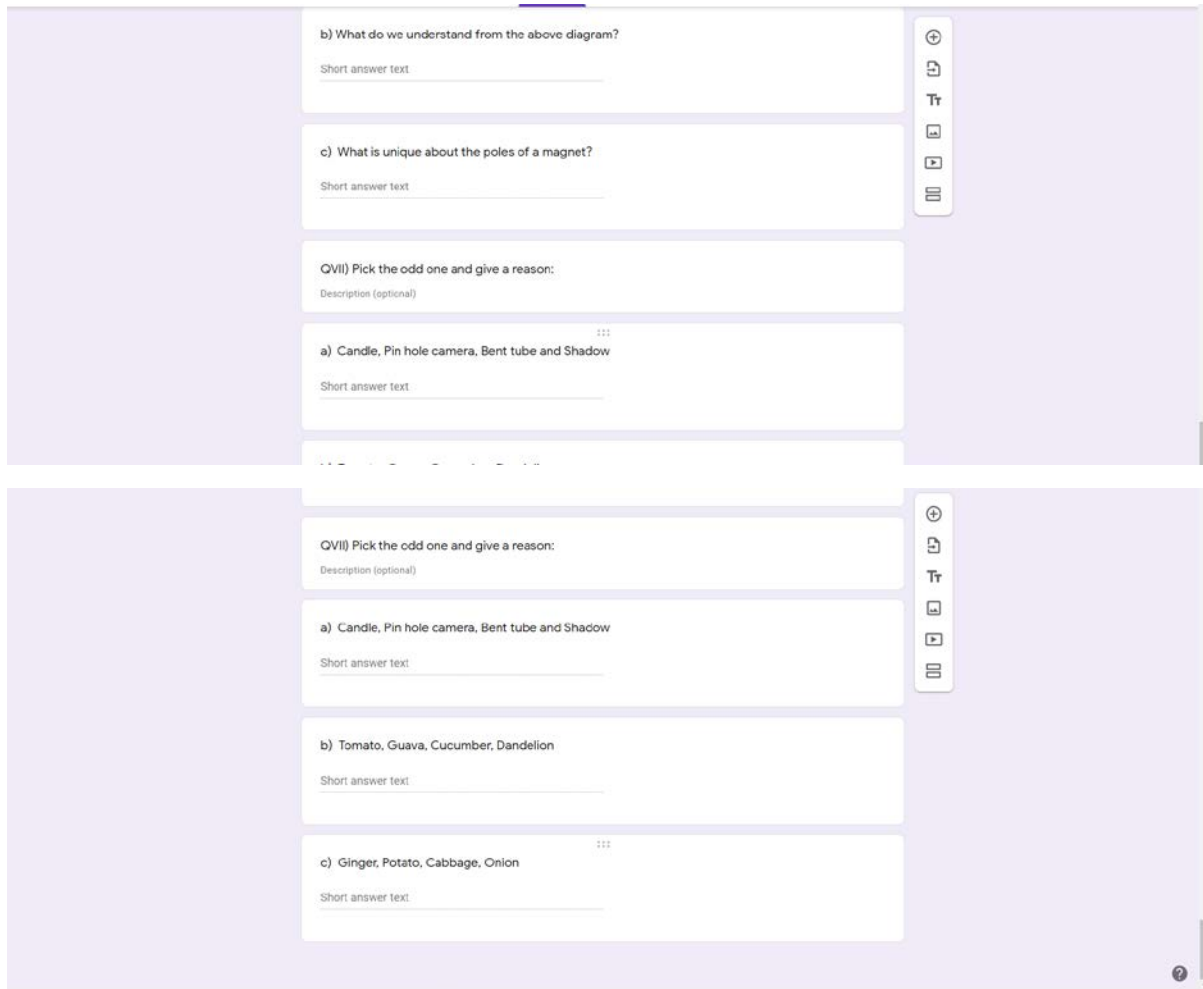 b) What do we understand from the above diagram?
Short answer text
c) What is unique about the poles of a magnet?
Short answer text
QVII) Pick the odd one and give a reason:
Description (optional)
a) Candle, Pin hole camera, Bent tube and Shadow
Short answer text
QVII) Pick the odd one and give a reason:
Description (optional)
a) Candle, Pin hole camera, Bent tube and Shadow
Short answer text
b) Tomato, Guava, Cucumber, Dandelion
Short answer text
c) Ginger, Potato, Cabbage, Onion
Short answer text